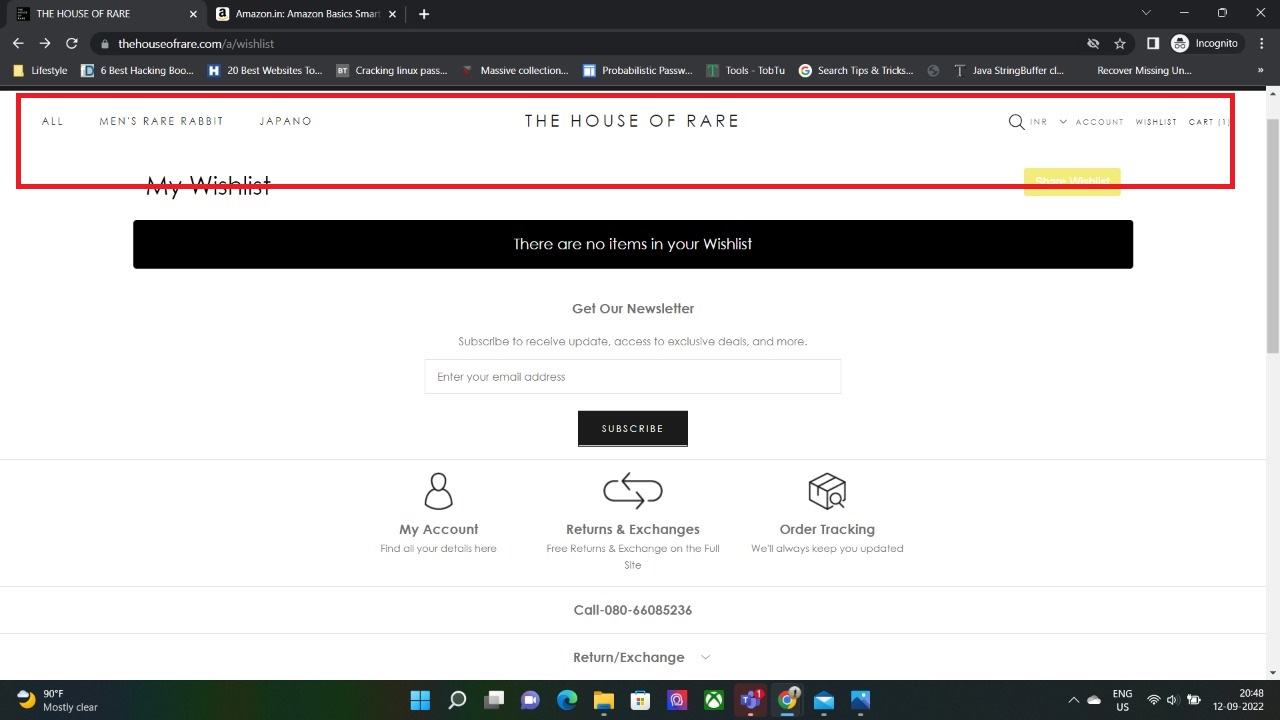 THE HOUSE OF RARE
Amazon.in: Amazon Basics Smart
thehouseofrare.com/a/wishlist
Incognito
Lifestyle
6 Best Hacking Boo...
20 Best Websites To...
BT Cracking linux pass...
Massive collection...
Probabilistic Passw...
Tools - TobTu
Search Tips & Tricks...
Java StringBuffer cl...
Recover Missing Un...
»
ALL MEN'S RARE RABBIT JAPANO
THE HOUSE OF RARE
INR ACCOUNT WISHLIST CART (1)
My Wishlist
Share Wishlist
There are no items in your Wishlist
Get Our Newsletter
Subscribe to receive update, access to exclusive deals, and more.
Enter your email address
SUBSCRIBE
My Account
Find all your details here
Returns & Exchanges
Free Returns & Exchange on the Full
Site
Order Tracking
We'll always keep you updated
Call-080-66085236
Return/Exchange
90°F
Mostly clear
1
ENG
US
20:48
12-09-2022